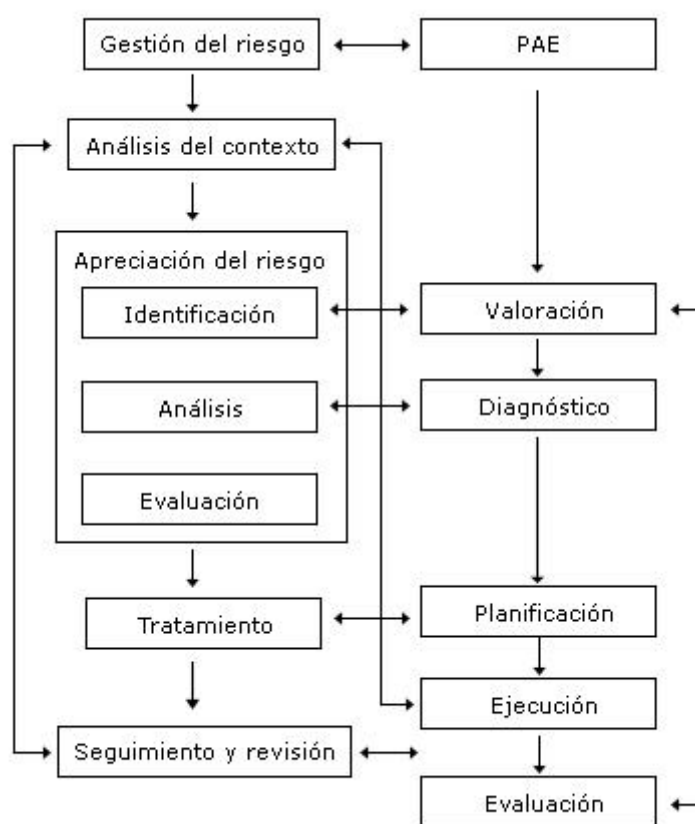 Gestión del riesgo
PAE
Análisis del contexto
Apreciación del riesgo
Identificación
Valoración
Análisis
Diagnóstico
Evaluación
Tratamiento
Planificación
Ejecución
Seguimiento y revisión
Evaluación